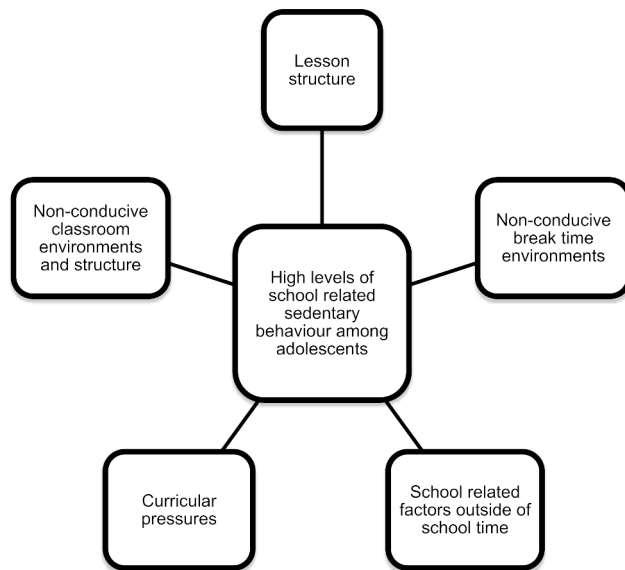 Lesson
structure
Non-conducive
classroom
environments
and structure
Non-conducive
break time
environments
High levels of
school related
sedentary
behaviour among
adolescents
Curricular
pressures
School related
factors outside of
school time